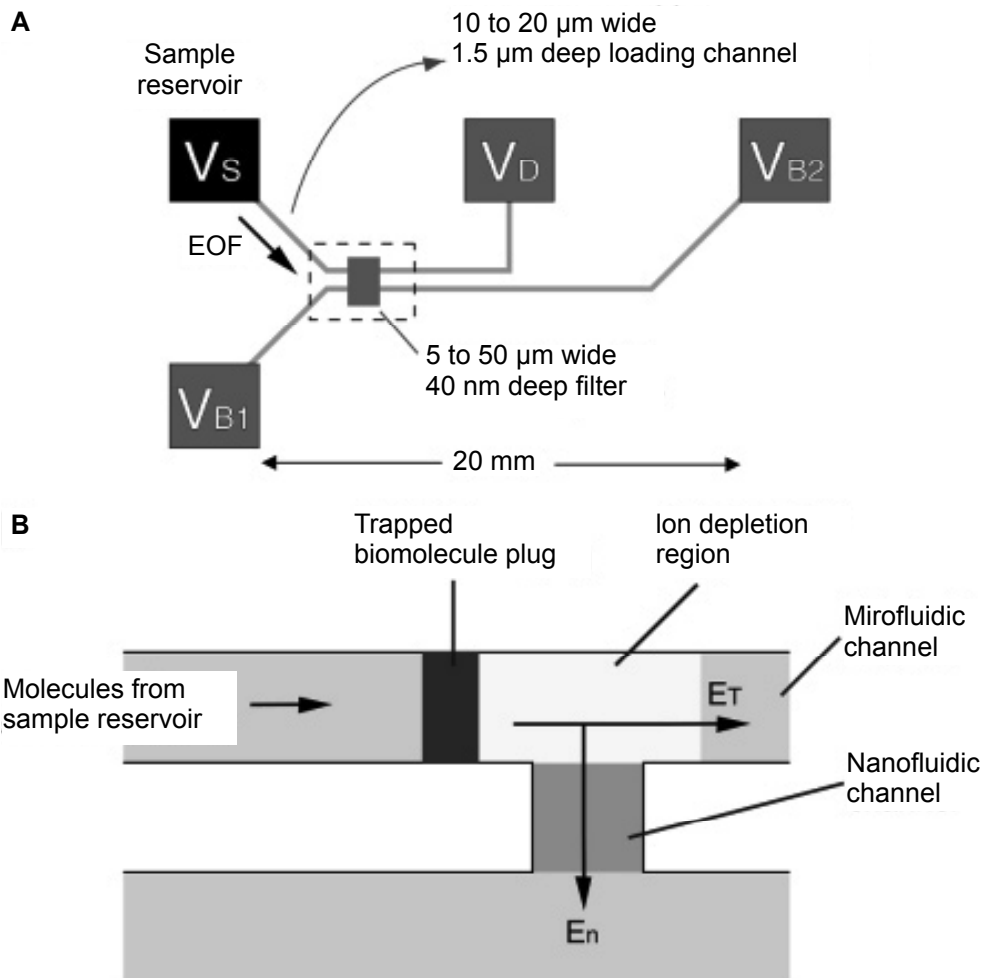 A
10 to 20 µm wide
1.5 µm deep loading channel
Sample
reservoir
VS
VD
VB2
EOF
5 to 50 µm wide
40 nm deep filter
VB1
20 mm
B
Trapped
biomolecule plug
Ion depletion
region
Mirofluidic
channel
Molecules from
sample reservoir
ET
Nanofluidic
channel
En